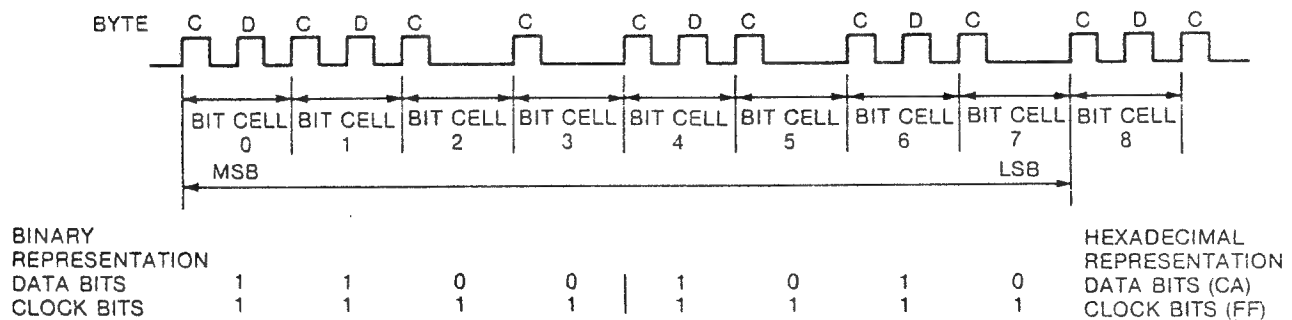 BYTE C D C D C C C D C C D C C D C
BIT CELL BIT CELL BIT CELL BIT CELL BIT CELL BIT CELL BIT CELL BIT CELL BIT CELL
0 1 2 3 4 5 6 7 8
MSB LSB
BINARY HEXADECIMAL
REPRESENTATION REPRESENTATION
DATA BITS 1 1 0 0 1 0 1 0 DATA BITS (CA)
CLOCK BITS 1 1 1 1 1 1 1 1 CLOCK BITS (FF)